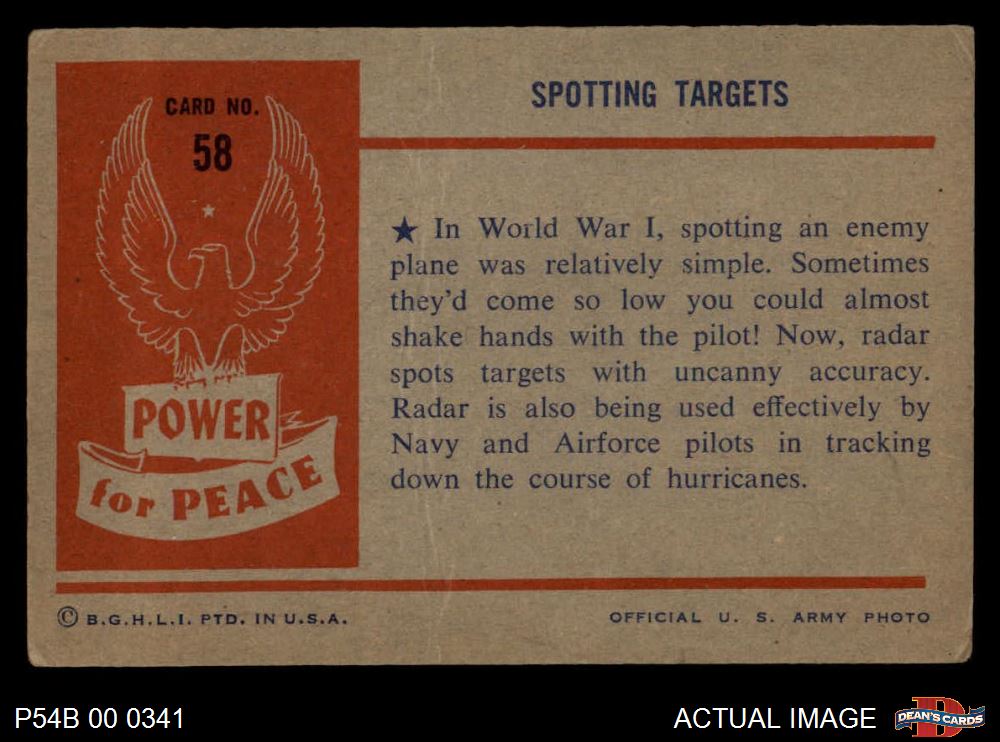 CARD NO.
58
POWER
for PEACE
SPOTTING TARGETS
★ In World War I, spotting an enemy
plane was relatively simple. Sometimes
they'd come so low you could almost
shake hands with the pilot! Now, radar
spots targets with uncanny accuracy.
Radar is also being used effectively by
Navy and Airforce pilots in tracking
down the course of hurricanes.
© B.G.H.L.I. PTD. IN U.S.A.
OFFICIAL U. S. ARMY PHOTO
P54B 00 0341
ACTUAL IMAGE
D
DEAN'S CARDS